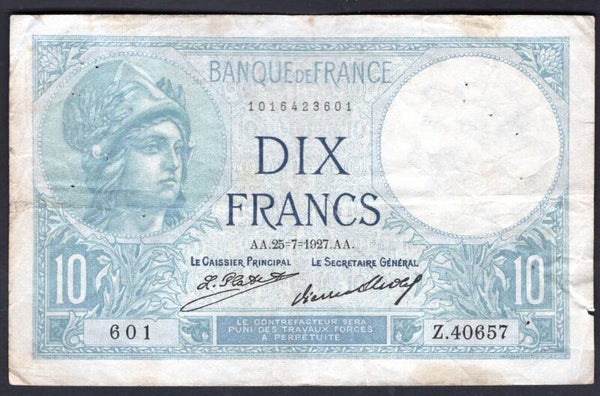 BANQUE DE FRANCE
1016423601
DIX
FRANCS
AA.25=7=1927.AA.
LE CAISSIER PRINCIPAL LE SECRETAIRE GÉNÉRAL
10 10
LE CONTREFACTEUR SERA
PUNI DES TRAVAUX FORCÉS
A PERPÉTUITÉ
601 Z.40657